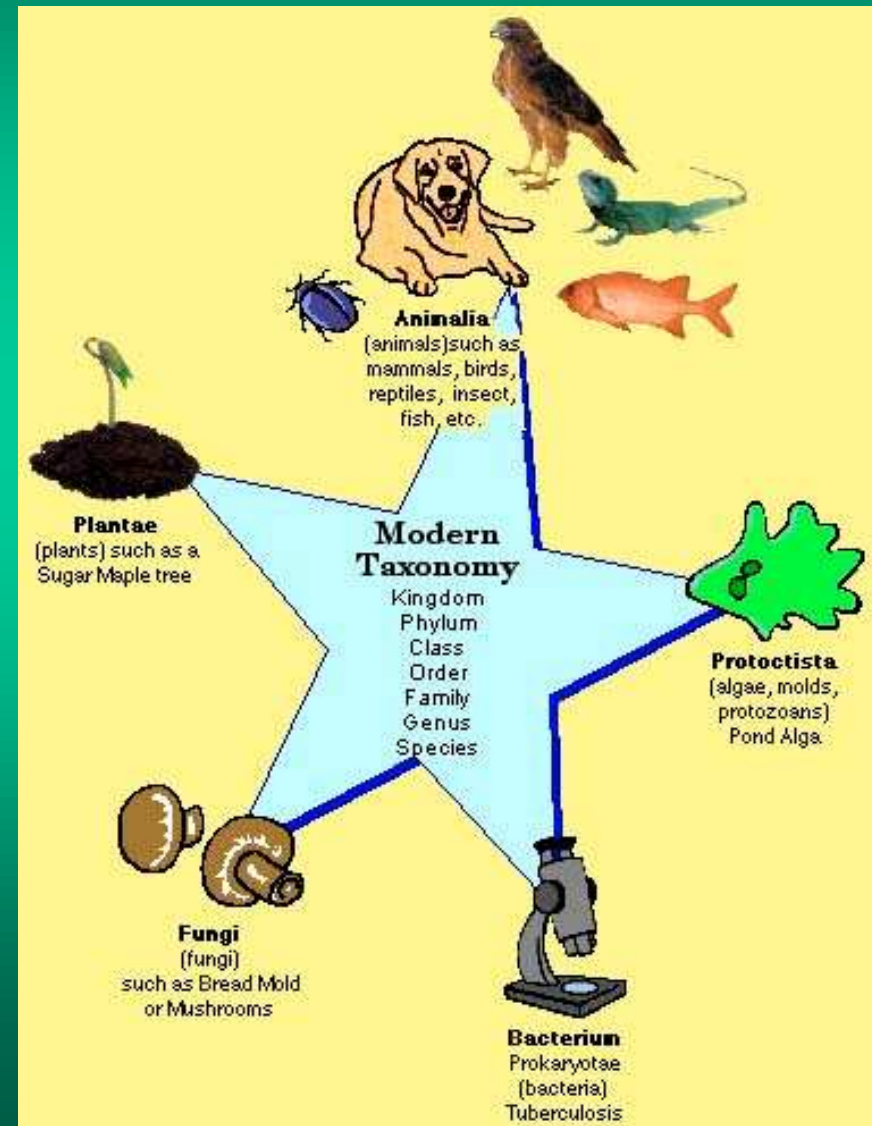 Animalia
(animals)such as
mammals, birds,
reptiles, insect,
fish, etc.
Plantae
(plants) such as a
Sugar Maple tree
Modern
Taxonomy
Kingdom
Phylum
Class
Order
Family
Genus
Species
Protoctista
(algae, molds,
protozoans)
Pond Alga
Fungi
(fungi)
such as Bread Mold
or Mushrooms
Bacterium
Prokaryotae
(bacteria)
Tuberculosis